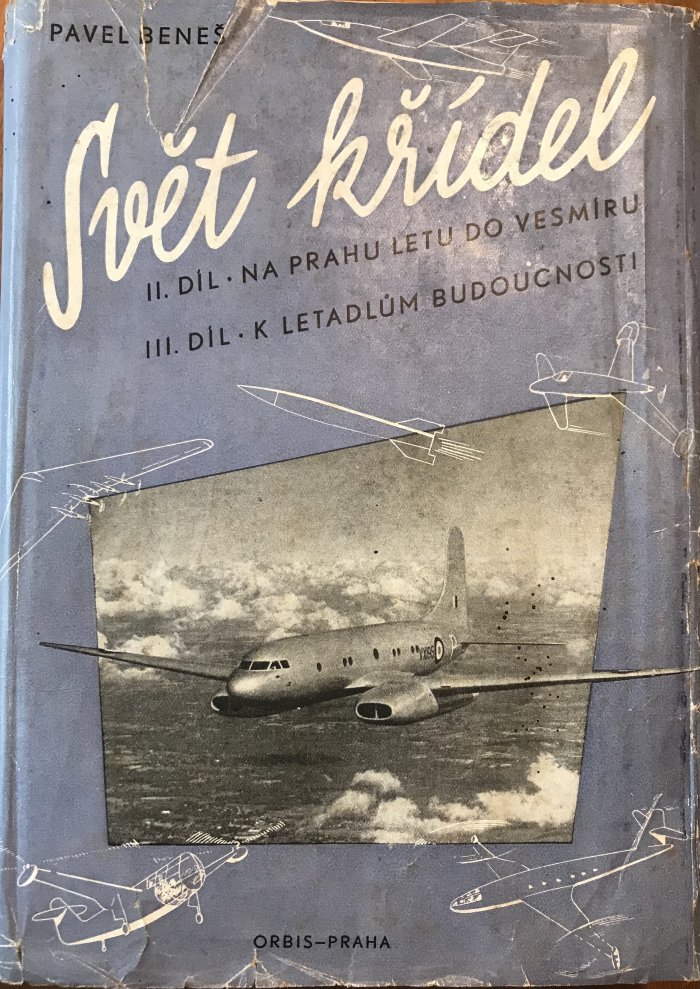 PAVEL BENEŠ
Svět křídel
II. DÍL · NA PRAHU LETU DO VESMÍRU
III. DÍL · K LETADLŮM BUDOUCNOSTI
ORBIS–PRAHA